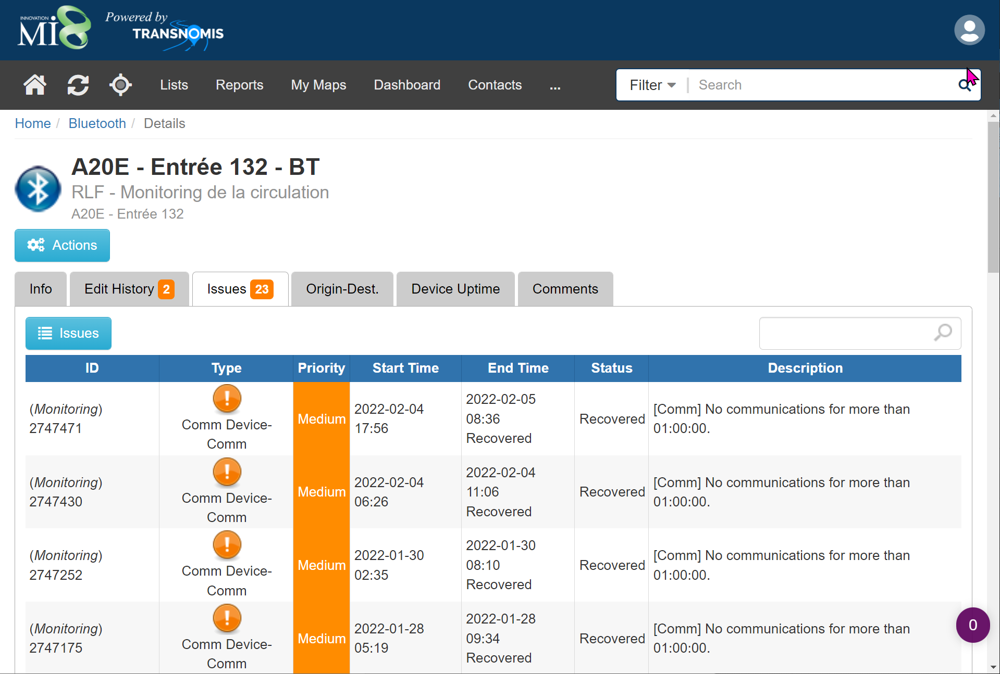 INNOVATION
Mi8
Powered by
TRANSNOMIS
Lists Reports My Maps Dashboard Contacts ... Filter Search
Home / Bluetooth / Details
A20E - Entrée 132 - BT
RLF - Monitoring de la circulation
A20E - Entrée 132
Actions
Info Edit History 2 Issues 23 Origin-Dest. Device Uptime Comments
Issues
ID Type Priority Start Time End Time Status Description
(Monitoring)
2747471
Comm Device-
Comm
Medium
2022-02-04
17:56
2022-02-05
08:36
Recovered
Recovered
[Comm] No communications for more than
01:00:00.
(Monitoring)
2747430
Comm Device-
Comm
Medium
2022-02-04
06:26
2022-02-04
11:06
Recovered
Recovered
[Comm] No communications for more than
01:00:00.
(Monitoring)
2747252
Comm Device-
Comm
Medium
2022-01-30
02:35
2022-01-30
08:10
Recovered
Recovered
[Comm] No communications for more than
01:00:00.
(Monitoring)
2747175
Comm Device-
Comm
Medium
2022-01-28
05:19
2022-01-28
09:34
Recovered
Recovered
[Comm] No communications for more than
01:00:00.
0